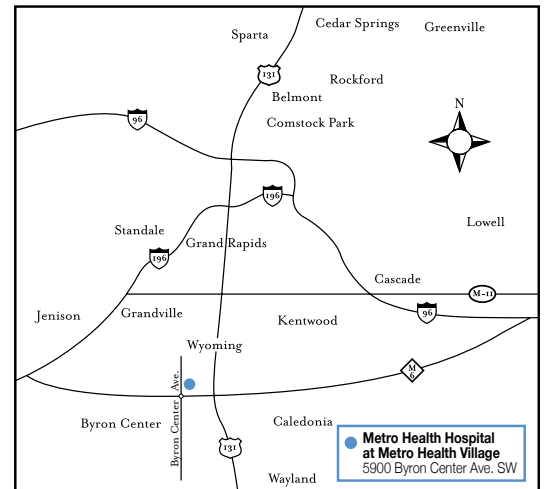 Cedar Springs
Greenville
Sparta
131
Rockford
Belmont
N
96
Comstock Park
196
Lowell
Standale
Grand Rapids
196
Cascade
M-11
Jenison
Grandville
96
Kentwood
Wyoming
M
6
Byron Center Ave.
Byron Center
Caledonia
131
Metro Health Hospital
at Metro Health Village
5900 Byron Center Ave. SW
Wayland